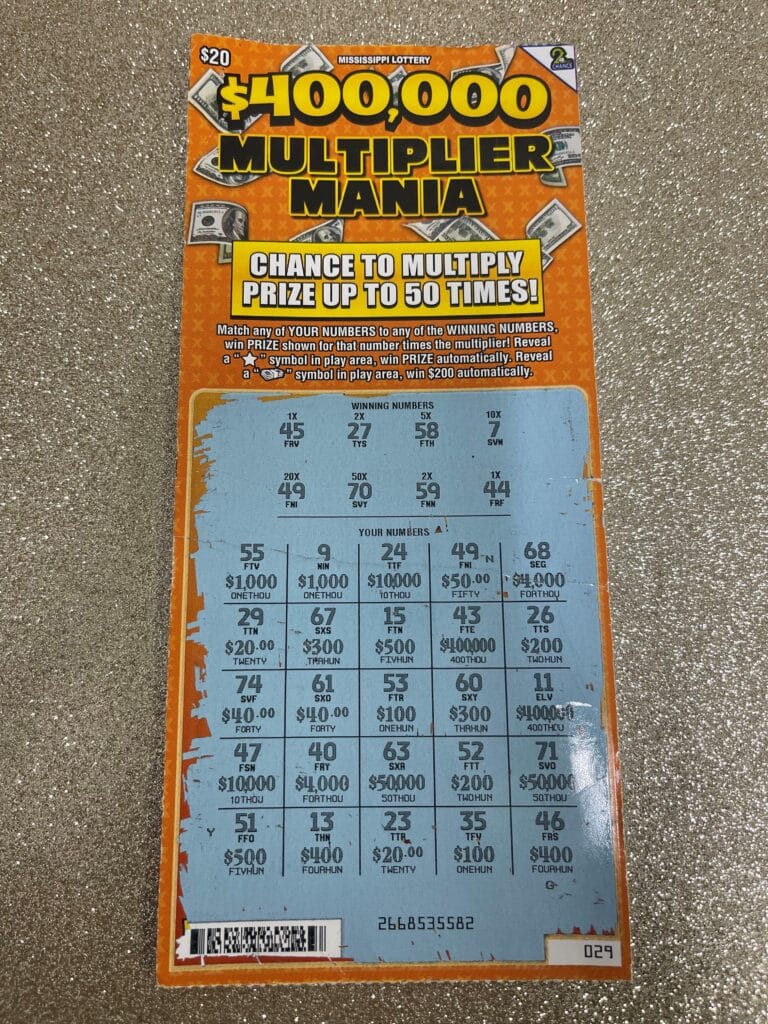 $20
MISSISSIPPI LOTTERY
2
CHANCE
$400,000
MULTIPLIER
MANIA
CHANCE TO MULTIPLY
PRIZE UP TO 50 TIMES!
Match any of YOUR NUMBERS to any of the WINNING NUMBERS,
win PRIZE shown for that number times the multiplier! Reveal
a "☆" symbol in play area, win PRIZE automatically. Reveal
a "" symbol in play area, win $200 automatically.
WINNING NUMBERS
1X 2X 5X 10X
45 27 58 7
FRV TYS FTH SVN
20X 50X 2X 1X
49 70 59 44
FNI SVY FNN FRF
YOUR NUMBERS
55 9 24 49 N 68
FTV NIN TTF FNI SEG
$1,000 $1,000 $10,000 $50.00 $4,000
ONETHOU ONETHOU 10THOU FIFTY FORTHOU
29 67 15 43 26
TTN SXS FTN FTE TTS
$20.00 $300 $500 $400000 $200
TWENTY THRHUN FIVHUN 400THOU TWOHUN
74 61 53 60 11
SVF SXO FTR SXY ELV
$40.00 $40.00 $100 $300 $400000
FORTY FORTY ONEHUN THRHUN 400THOU
47 40 63 52 71
FSN FRY SXR FTT SVO
$10,000 $4,000 $50,000 $200 $50,000
10THOU FORTHOU 50THOU TWOHUN 50THOU
Y 51 13 23 35 46
FFO THN TTR TFV FRS
$500 $400 $20.00 $100 $400
FIVHUN FOURHUN TWENTY ONEHUN FOURHUN
G
2668535582
029